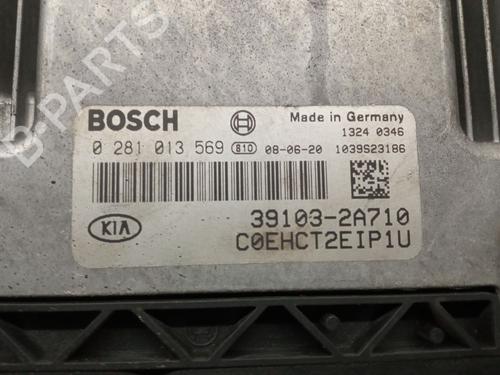 B-PARTS
BOSCH
Made in Germany
1324 0346
0 281 013 569 810 08-06-20 1039S23186
KIA
39103-2A710
C0EHCT2EIP1U